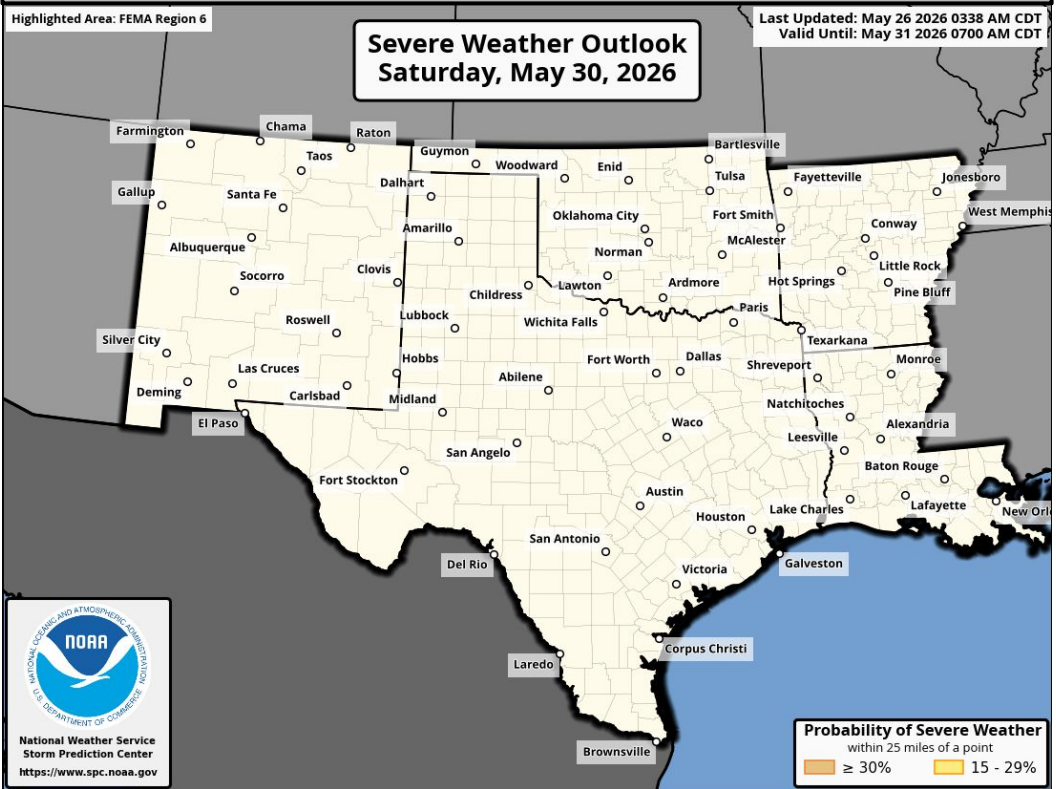 Highlighted Area: FEMA Region 6
Last Updated: May 26 2026 0338 AM CDT
Valid Until: May 31 2026 0700 AM CDT
Severe Weather Outlook
Saturday, May 30, 2026
Farmington
Chama
Raton
Taos
Guymon
Woodward
Enid
Bartlesville
Tulsa
Fayetteville
Jonesboro
Gallup
Santa Fe
Dalhart
Oklahoma City
Fort Smith
West Memphis
Albuquerque
Amarillo
Norman
McAlester
Conway
Socorro
Clovis
Childress
Lawton
Ardmore
Hot Springs
Little Rock
Pine Bluff
Roswell
Lubbock
Wichita Falls
Paris
Silver City
Texarkana
Las Cruces
Hobbs
Fort Worth
Dallas
Shreveport
Monroe
Deming
Carlsbad
Midland
Abilene
Natchitoches
El Paso
San Angelo
Waco
Leesville
Alexandria
Fort Stockton
Baton Rouge
Austin
Houston
Lake Charles
Lafayette
New Orl
Del Rio
San Antonio
Victoria
Galveston
Laredo
Corpus Christi
Brownsville
NATIONAL OCEANIC AND ATMOSPHERIC ADMINISTRATION
NOAA
U.S. DEPARTMENT OF COMMERCE
National Weather Service
Storm Prediction Center
https://www.spc.noaa.gov
Probability of Severe Weather
within 25 miles of a point
≥ 30%
15 - 29%